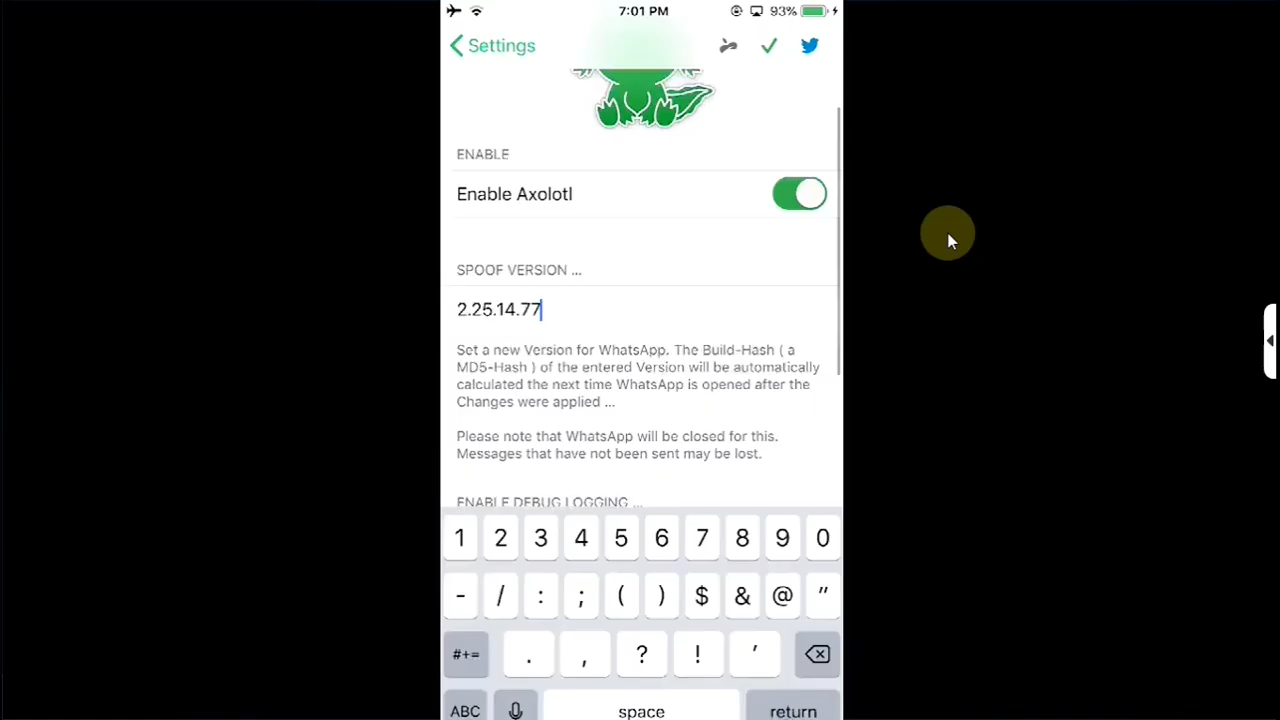 7:01 PM 93%
Settings
ENABLE
Enable Axolotl
SPOOF VERSION ...
2.25.14.77
Set a new Version for WhatsApp. The Build-Hash ( a
MD5-Hash ) of the entered Version will be automatically
calculated the next time WhatsApp is opened after the
Changes were applied ...
Please note that WhatsApp will be closed for this.
Messages that have not been sent may be lost.
ENABLE DEBUG LOGGING ...
1 2 3 4 5 6 7 8 9 0
- / : ; ( ) $ & @ "
#+= . , ? ! '
ABC space return